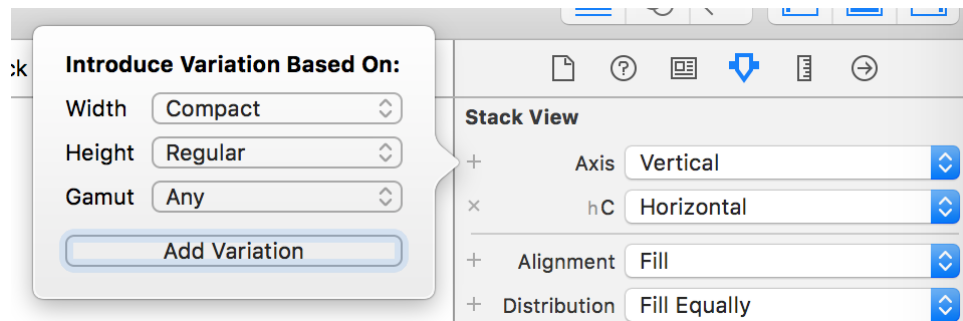 ck
Introduce Variation Based On:
Width Compact
Height Regular
Gamut Any
Add Variation
Stack View
+ Axis Vertical
× hC Horizontal
+ Alignment Fill
+ Distribution Fill Equally